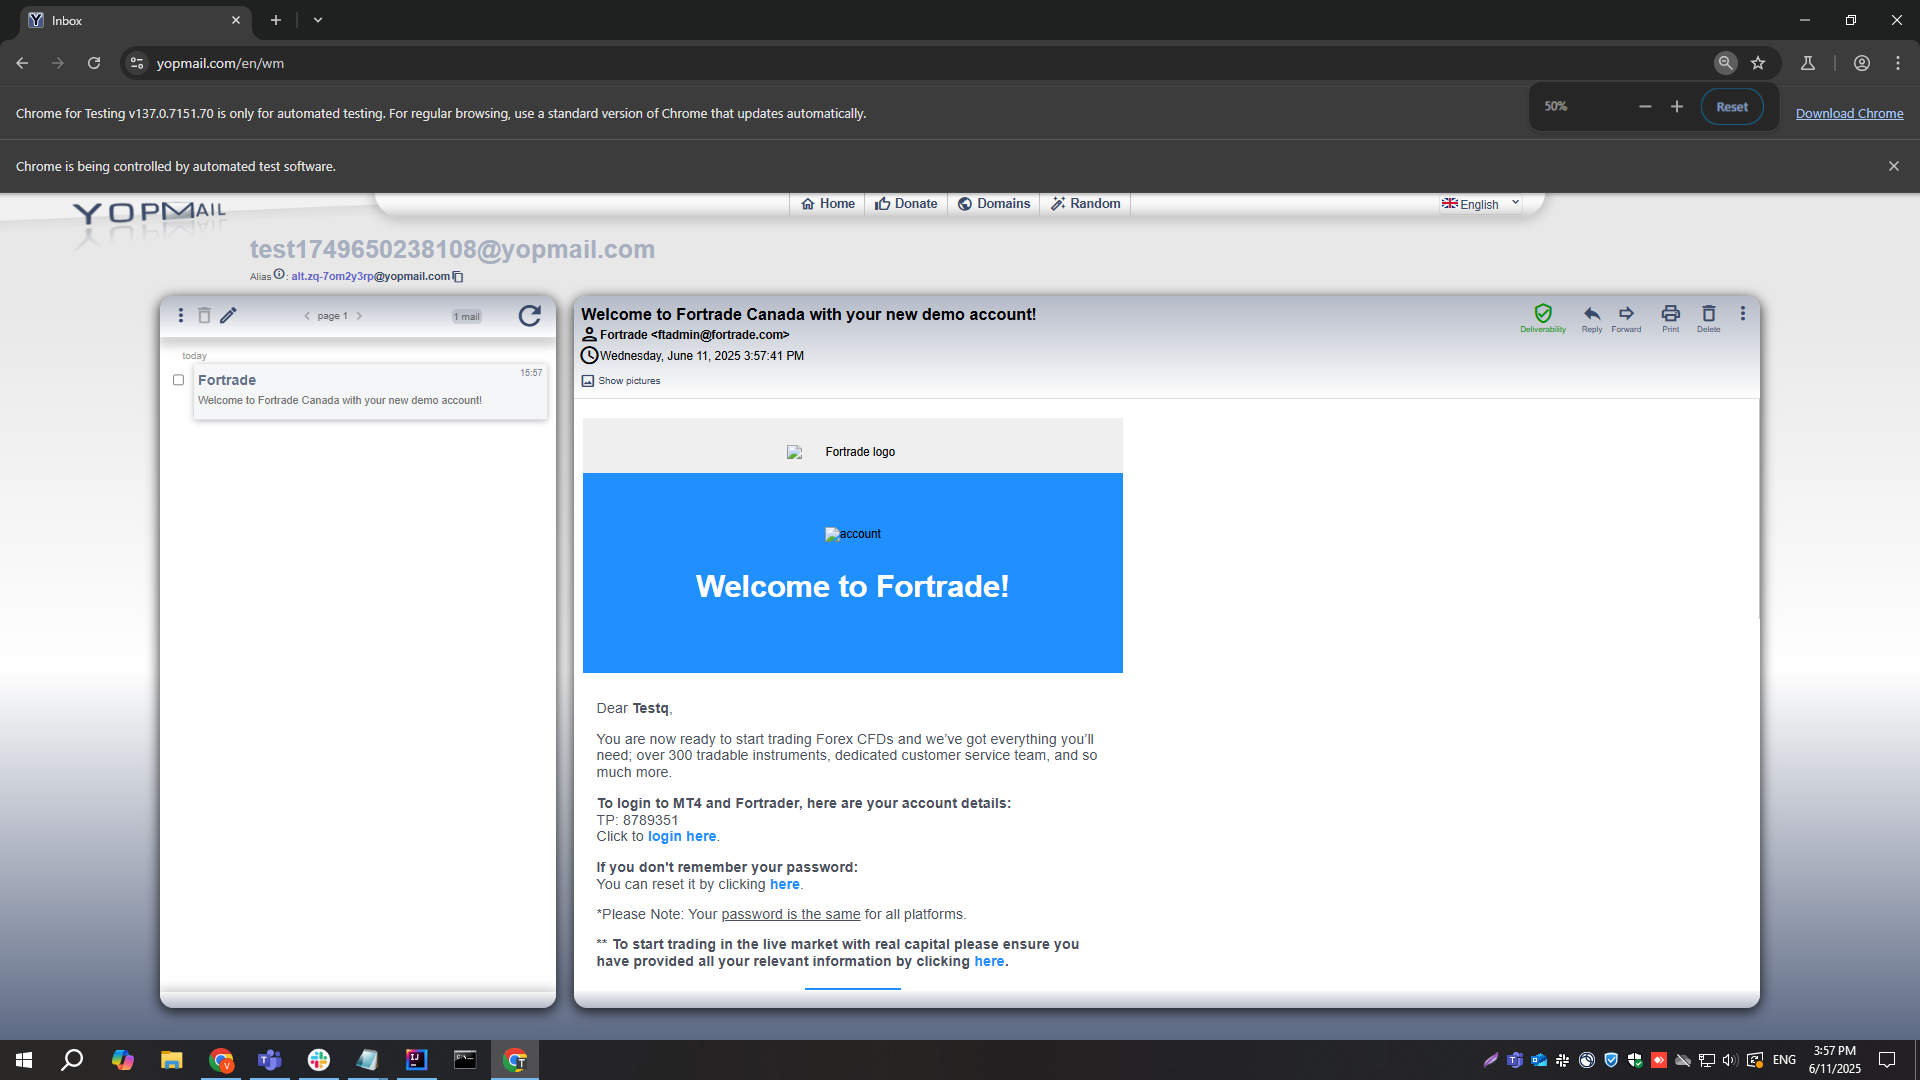 Inbox
yopmail.com/en/wm
50%
Reset
Chrome for Testing v137.0.7151.70 is only for automated testing. For regular browsing, use a standard version of Chrome that updates automatically.
Download Chrome
Chrome is being controlled by automated test software.
YOPMAIL
Home
Donate
Domains
Random
English
test1749650238108@yopmail.com
Alias : alt.zq-7om2y3rp@yopmail.com
page 1
1 mail
today
Fortrade
15:57
Welcome to Fortrade Canada with your new demo account!
Welcome to Fortrade Canada with your new demo account!
Fortrade <ftadmin@fortrade.com>
Wednesday, June 11, 2025 3:57:41 PM
Show pictures
Deliverability
Reply
Forward
Print
Delete
Fortrade logo
account
Welcome to Fortrade!
Dear Testq,
You are now ready to start trading Forex CFDs and we've got everything you'll
need; over 300 tradable instruments, dedicated customer service team, and so
much more.
To login to MT4 and Fortrader, here are your account details:
TP: 8789351
Click to login here.
If you don't remember your password:
You can reset it by clicking here.
*Please Note: Your password is the same for all platforms.
** To start trading in the live market with real capital please ensure you
have provided all your relevant information by clicking here.
ENG
3:57 PM
6/11/2025